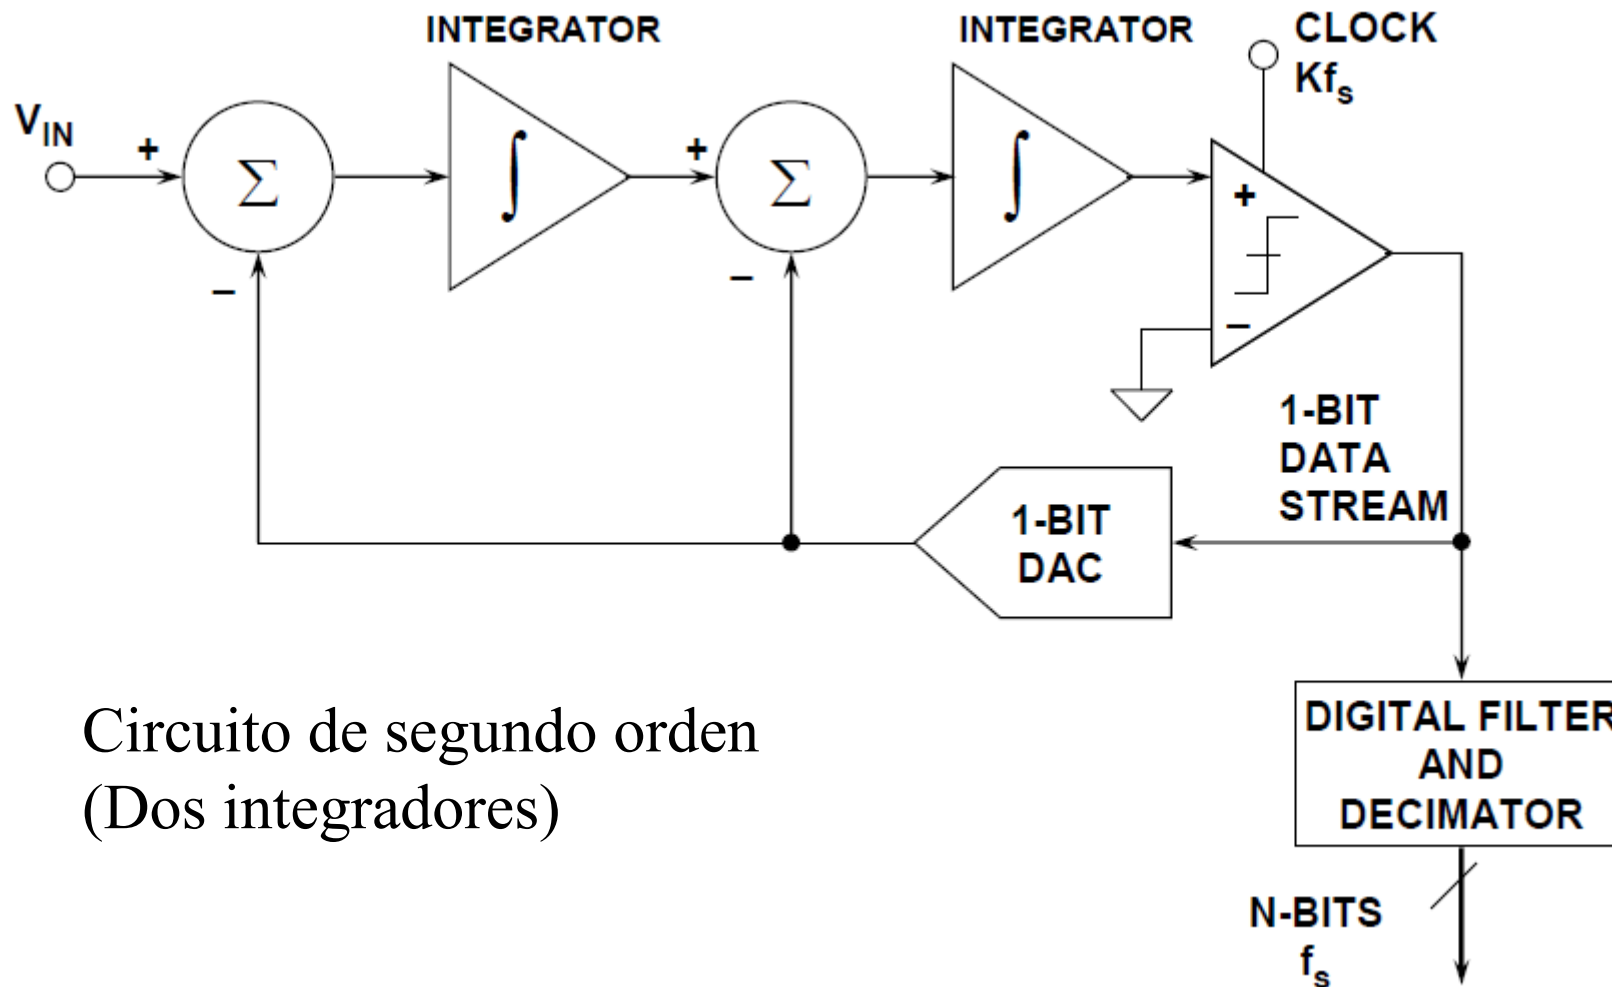 INTEGRATOR
INTEGRATOR
CLOCK
Kfs
VIN
+
Σ
∫
+
Σ
∫
+
–
–
–
1-BIT
DATA
STREAM
1-BIT
DAC
Circuito de segundo orden
(Dos integradores)
DIGITAL FILTER
AND
DECIMATOR
N-BITS
fs